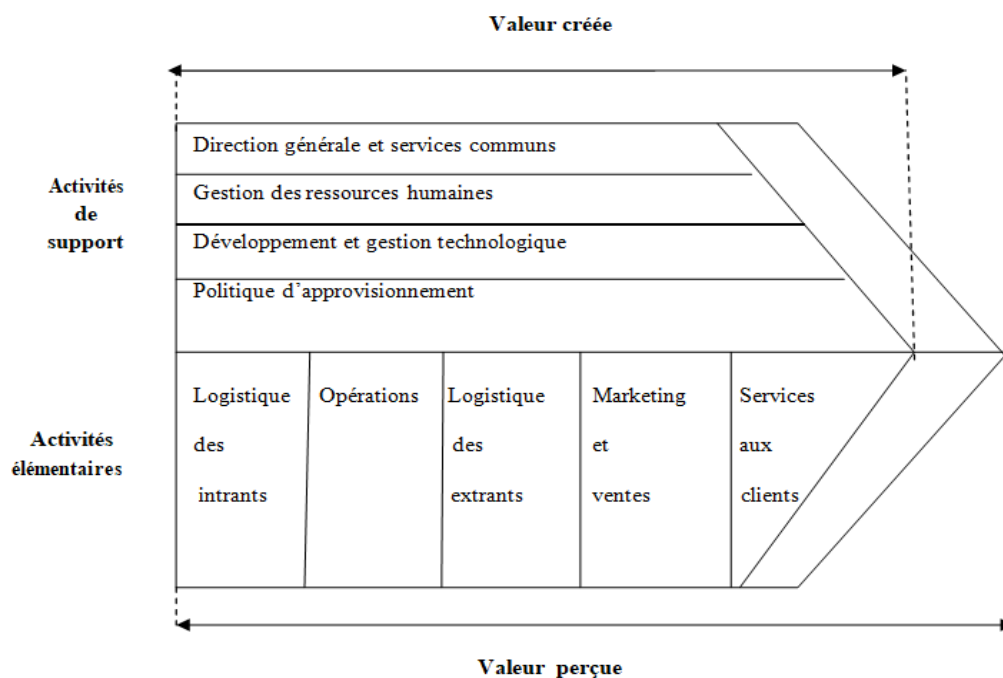 Valeur créée
Activités
de
support
Direction générale et services communs
Gestion des ressources humaines
Développement et gestion technologique
Politique d’approvisionnement
Activités
élémentaires
Logistique
des
intrants
Opérations
Logistique
des
extrants
Marketing
et
ventes
Services
aux
clients
Valeur perçue